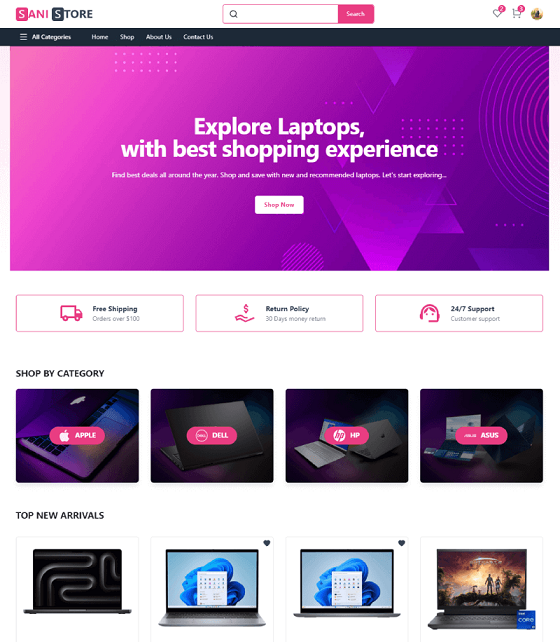 SANI STORE
Search
2
3
All Categories
Home
Shop
About Us
Contact Us
Explore Laptops,
with best shopping experience
Find best deals all around the year. Shop and save with new and recommended laptops. Let's start exploring...
Shop Now
Free Shipping
Orders over $100
Return Policy
30 Days money return
24/7 Support
Customer support
SHOP BY CATEGORY
APPLE
DELL
DELL
hp
HP
ASUS
ASUS
TOP NEW ARRIVALS